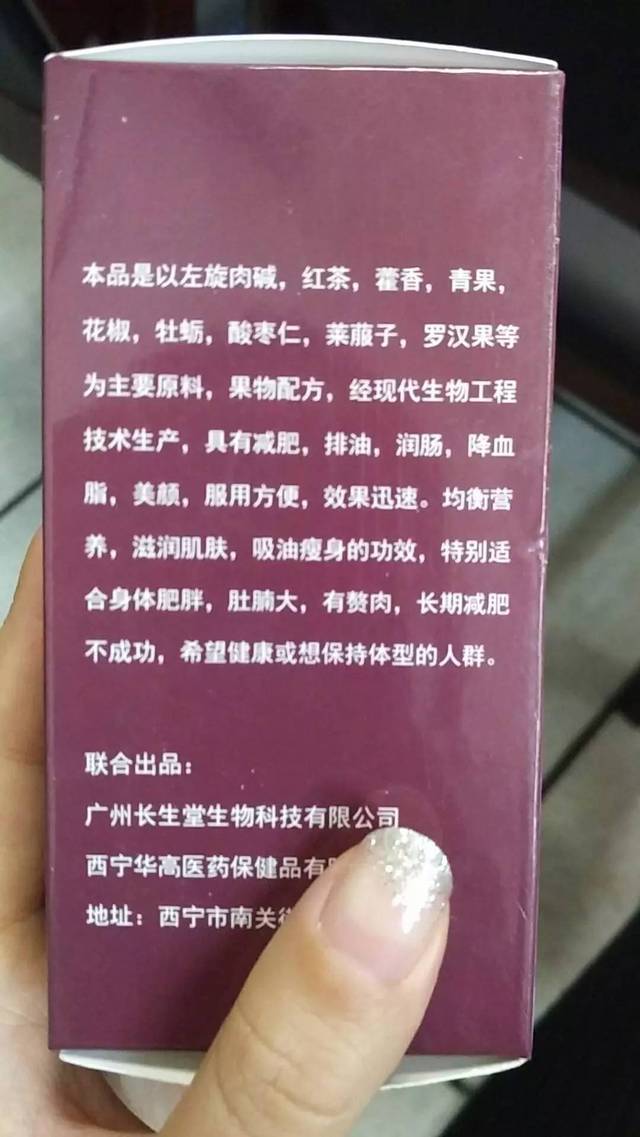 本品是以左旋肉碱，红茶，藿香，青果，
花椒，牡蛎，酸枣仁，莱菔子，罗汉果等
为主要原料，果物配方，经现代生物工程
技术生产，具有减肥，排油，润肠，降血
脂，美颜，服用方便，效果迅速。均衡营
养，滋润肌肤，吸油瘦身的功效，特别适
合身体肥胖，肚腩大，有赘肉，长期减肥
不成功，希望健康或想保持体型的人群。
联合出品：
广州长生堂生物科技有限公司
西宁华高医药保健品有
地址：西宁市南关